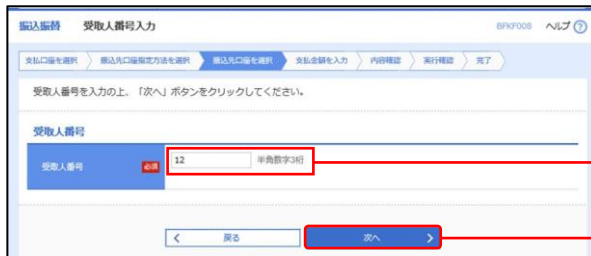 振込振替 受取人番号入力 BFKF008 ヘルプ ?
支払口座を選択 振込先口座指定方法を選択 振込先口座を選択 支払金額を入力 内容確認 実行確認 完了
受取人番号を入力の上、「次へ」ボタンをクリックしてください。
受取人番号
受取人番号 必須 12 半角数字3桁
戻る 次へ